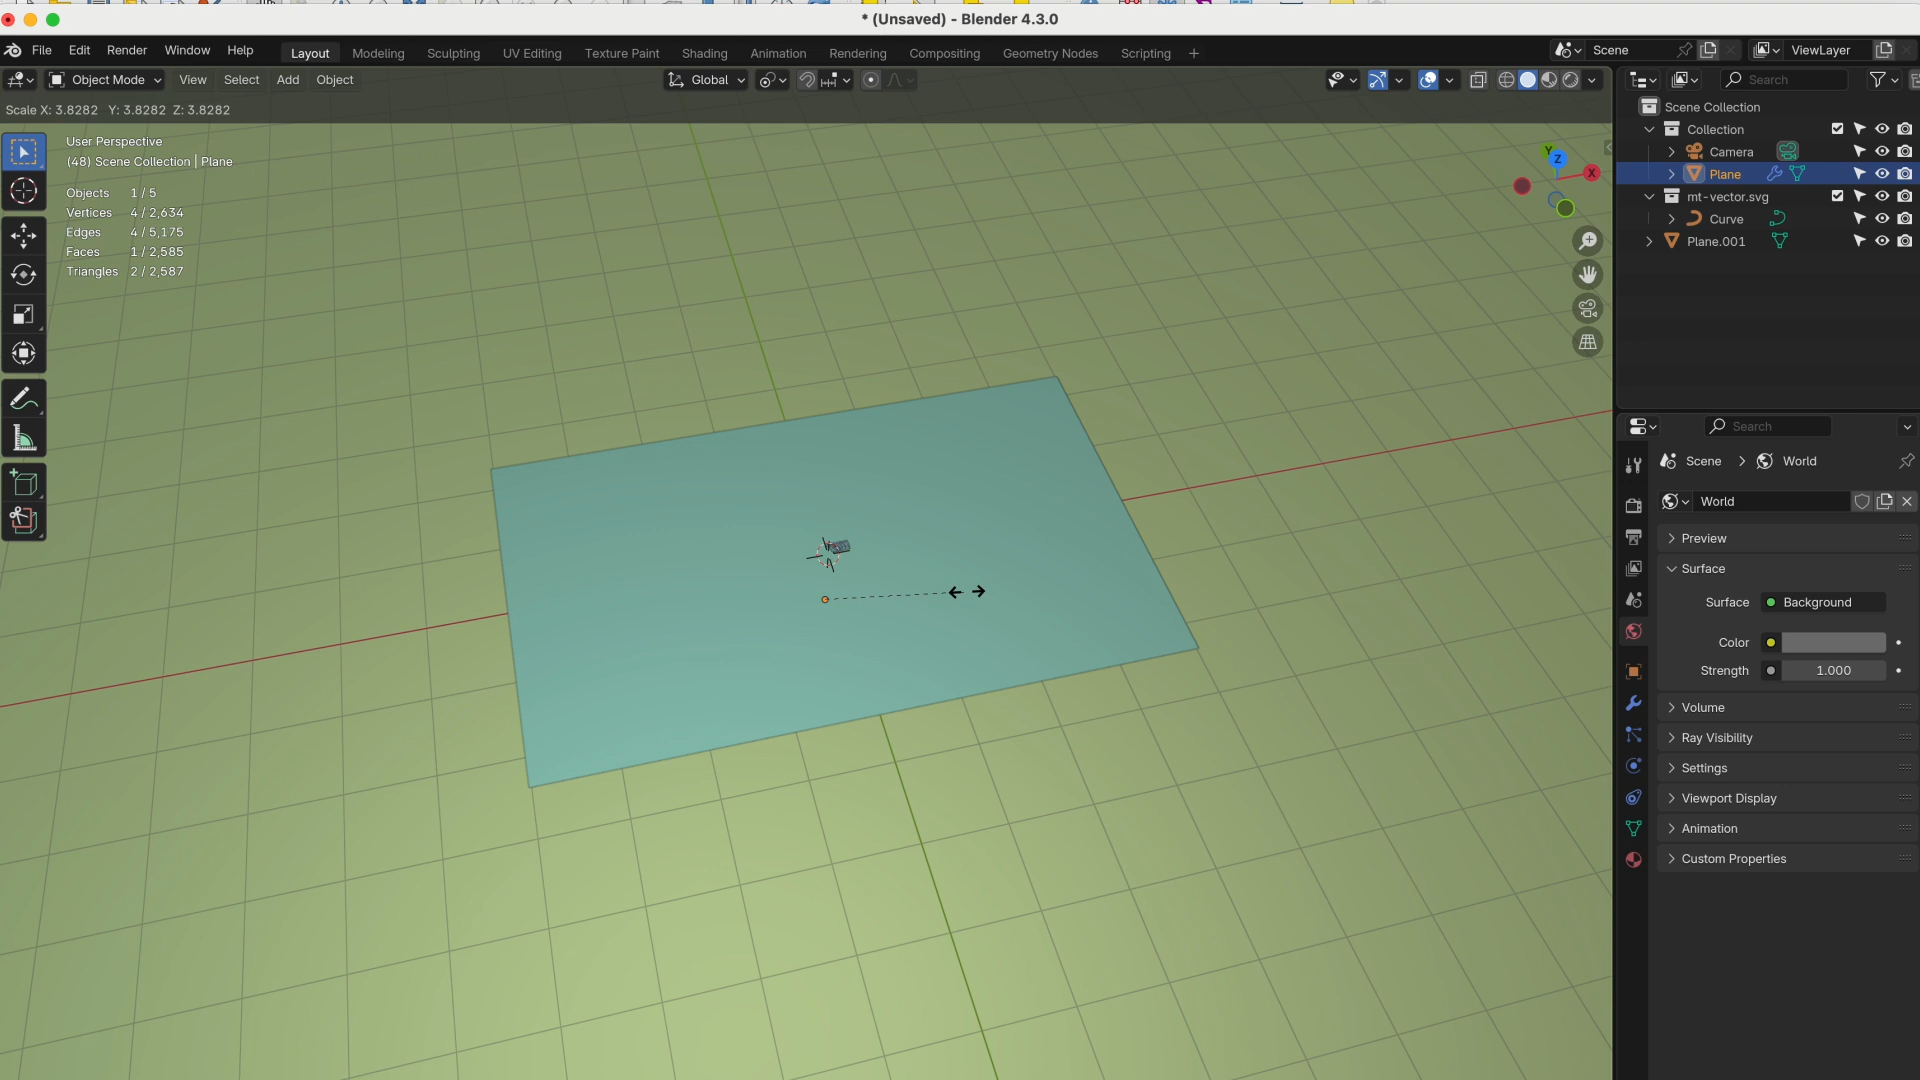 * (Unsaved) - Blender 4.3.0
File Edit Render Window Help Layout Modeling Sculpting UV Editing Texture Paint Shading Animation Rendering Compositing Geometry Nodes Scripting + Scene ViewLayer
Object Mode View Select Add Object Global Search
Scale X: 3.8282 Y: 3.8282 Z: 3.8282
User Perspective
(48) Scene Collection | Plane
Objects 1 / 5
Vertices 4 / 2,634
Edges 4 / 5,175
Faces 1 / 2,585
Triangles 2 / 2,587
Y
Z
X
Scene Collection
Collection
Camera
Plane
mt-vector.svg
Curve
Plane.001
Search
Scene > World
World
Preview
Surface
Surface Background
Color
Strength 1.000
Volume
Ray Visibility
Settings
Viewport Display
Animation
Custom Properties